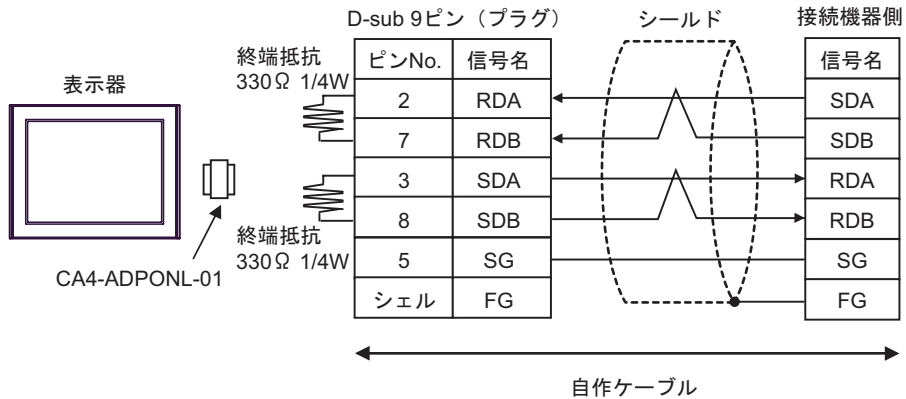 D-sub 9ピン（プラグ）
シールド
接続機器側
終端抵抗
330Ω 1/4W
ピンNo. 信号名
信号名
表示器
2 RDA
SDA
7 RDB
SDB
3 SDA
RDA
8 SDB
RDB
終端抵抗
330Ω 1/4W
5 SG
SG
CA4-ADPONL-01
シェル FG
FG
自作ケーブル